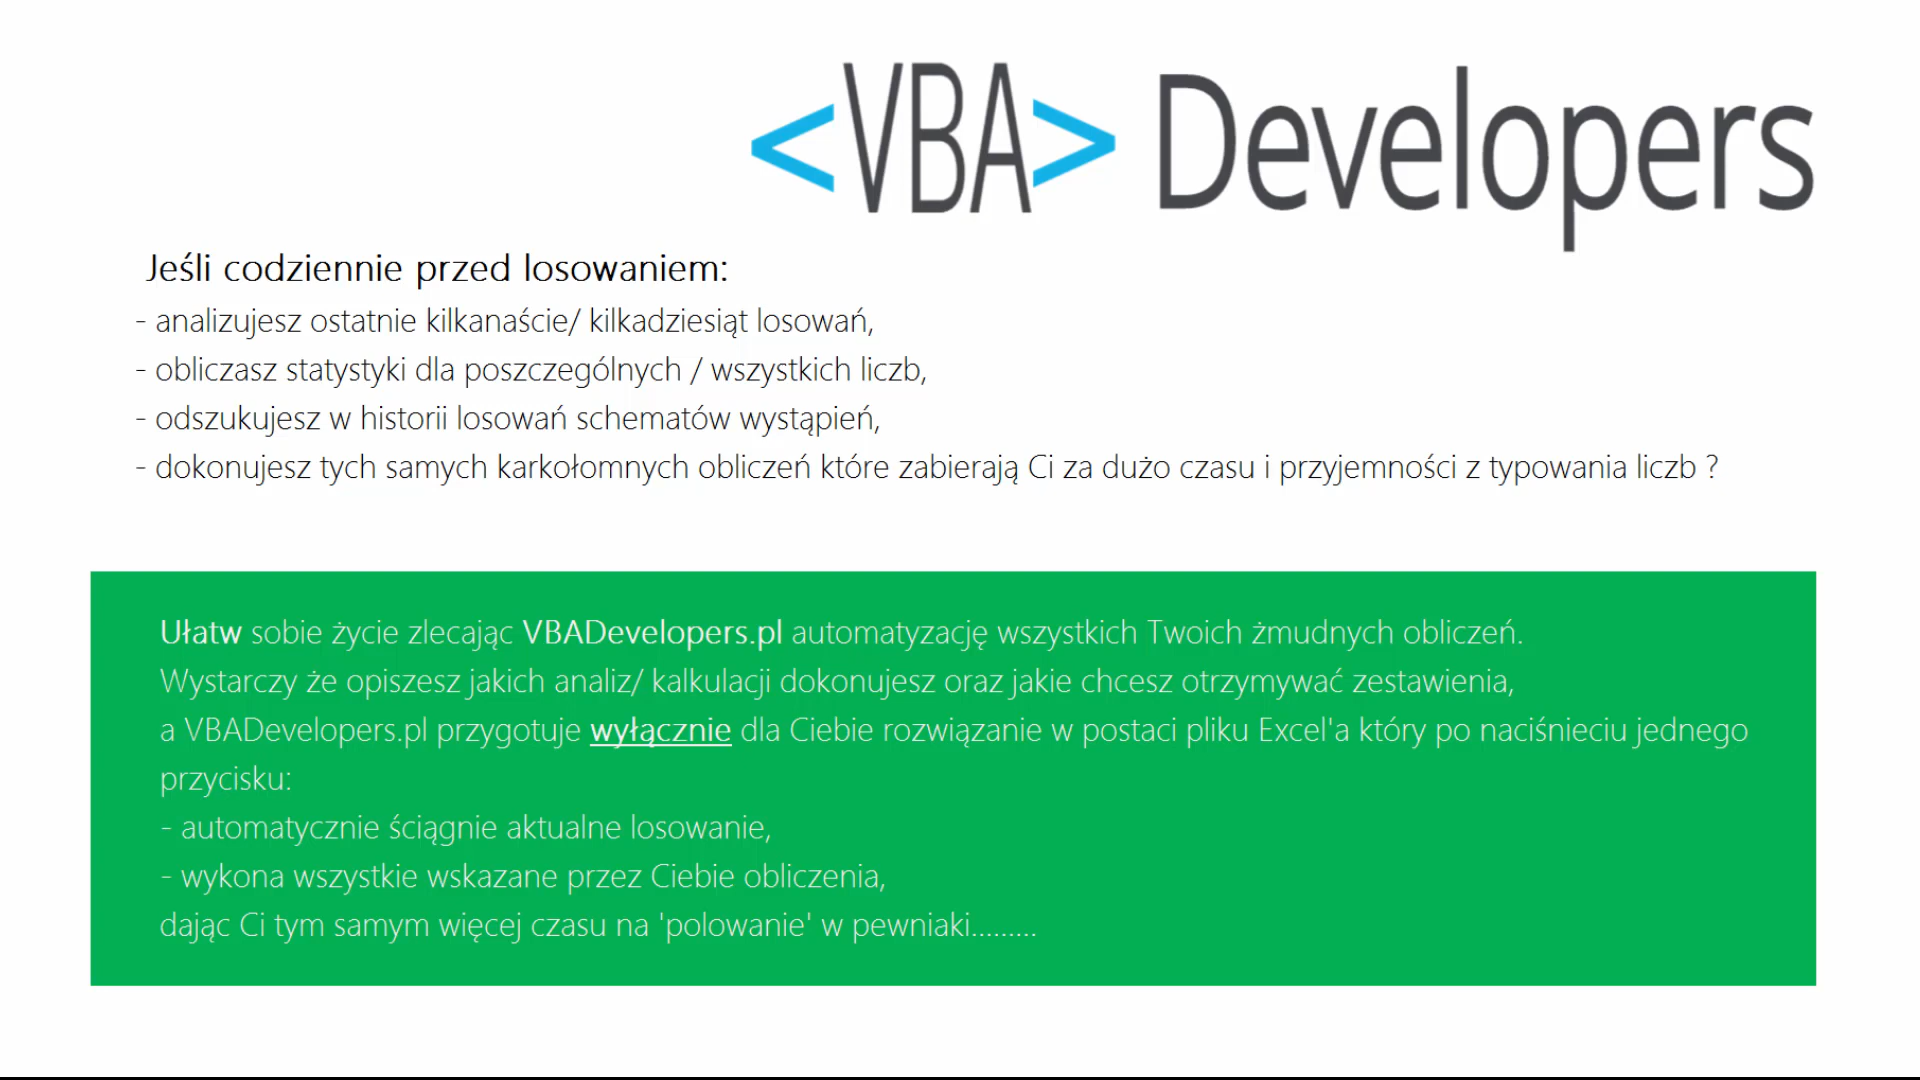 <VBA> Developers
Jeśli codziennie przed losowaniem:
- analizujesz ostatnie kilkanaście/ kilkadziesiąt losowań,
- obliczasz statystyki dla poszczególnych / wszystkich liczb,
- odszukujesz w historii losowań schematów wystąpień,
- dokonujesz tych samych karkołomnych obliczeń które zabierają Ci za dużo czasu i przyjemności z typowania liczb ?
Ułatw sobie życie zlecając VBADevelopers.pl automatyzację wszystkich Twoich żmudnych obliczeń.
Wystarczy że opiszesz jakich analiz/ kalkulacji dokonujesz oraz jakie chcesz otrzymywać zestawienia,
a VBADevelopers.pl przygotuje wyłącznie dla Ciebie rozwiązanie w postaci pliku Excel'a który po naciśnieciu jednego
przycisku:
- automatycznie ściągnie aktualne losowanie,
- wykona wszystkie wskazane przez Ciebie obliczenia,
dając Ci tym samym więcej czasu na 'polowanie' w pewniaki.........